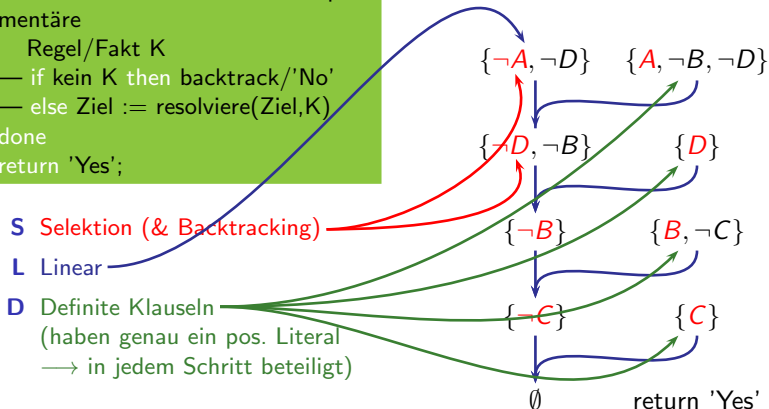 mentäre
Regel/Fakt K
— if kein K then backtrack/'No'
— else Ziel := resolviere(Ziel,K)
done
return 'Yes';
{¬A, ¬D} {A, ¬B, ¬D}
{¬D, ¬B} {D}
S Selektion (& Backtracking)
{¬B} {B, ¬C}
L Linear
D Definite Klauseln
(haben genau ein pos. Literal
⟶ in jedem Schritt beteiligt)
{¬C} {C}
∅ return 'Yes'